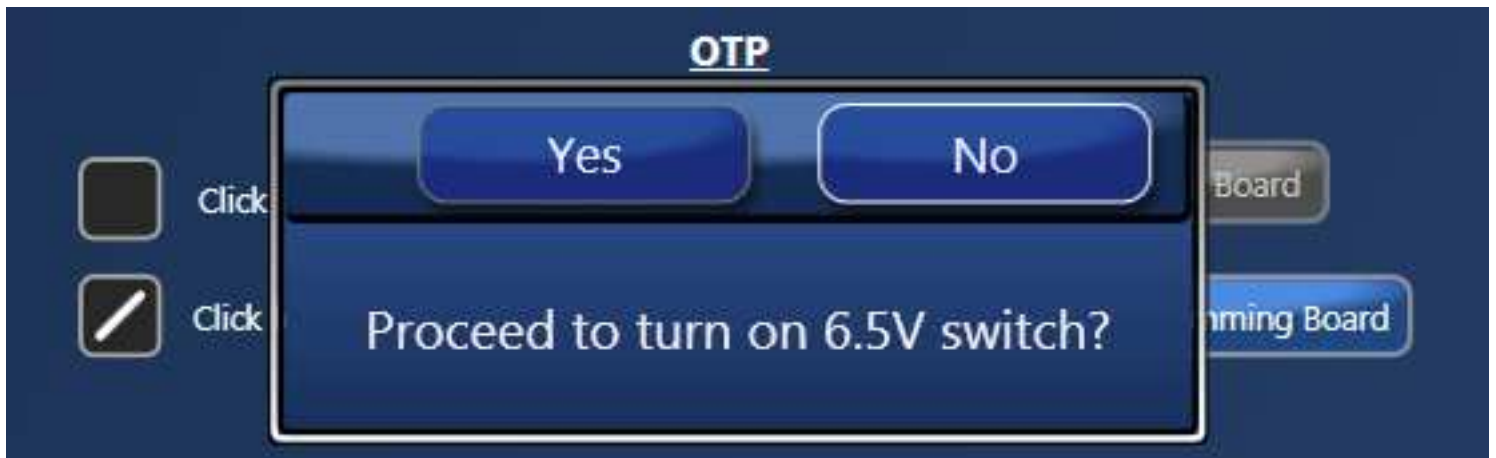 OTP
Yes No
Click Board
Proceed to turn on 6.5V switch?
Click mming Board